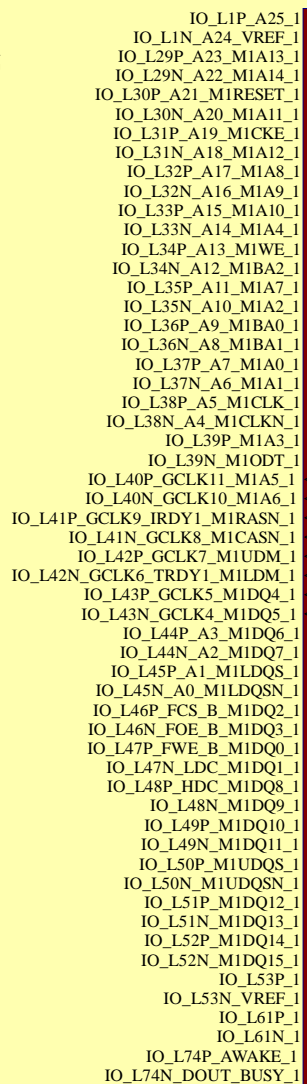 IO_L1P_A25_1
IO_L1N_A24_VREF_1
IO_L29P_A23_M1A13_1
IO_L29N_A22_M1A14_1
IO_L30P_A21_M1RESET_1
IO_L30N_A20_M1A11_1
IO_L31P_A19_M1CKE_1
IO_L31N_A18_M1A12_1
IO_L32P_A17_M1A8_1
IO_L32N_A16_M1A9_1
IO_L33P_A15_M1A10_1
IO_L33N_A14_M1A4_1
IO_L34P_A13_M1WE_1
IO_L34N_A12_M1BA2_1
IO_L35P_A11_M1A7_1
IO_L35N_A10_M1A2_1
IO_L36P_A9_M1BA0_1
IO_L36N_A8_M1BA1_1
IO_L37P_A7_M1A0_1
IO_L37N_A6_M1A1_1
IO_L38P_A5_M1CLK_1
IO_L38N_A4_M1CLKN_1
IO_L39P_M1A3_1
IO_L39N_M1ODT_1
IO_L40P_GCLK11_M1A5_1
IO_L40N_GCLK10_M1A6_1
IO_L41P_GCLK9_IRDY1_M1RASN_1
IO_L41N_GCLK8_M1CASN_1
IO_L42P_GCLK7_M1UDM_1
IO_L42N_GCLK6_TRDY1_M1LDM_1
IO_L43P_GCLK5_M1DQ4_1
IO_L43N_GCLK4_M1DQ5_1
IO_L44P_A3_M1DQ6_1
IO_L44N_A2_M1DQ7_1
IO_L45P_A1_M1LDQS_1
IO_L45N_A0_M1LDQSN_1
IO_L46P_FCS_B_M1DQ2_1
IO_L46N_FOE_B_M1DQ3_1
IO_L47P_FWE_B_M1DQ0_1
IO_L47N_LDC_M1DQ1_1
IO_L48P_HDC_M1DQ8_1
IO_L48N_M1DQ9_1
IO_L49P_M1DQ10_1
IO_L49N_M1DQ11_1
IO_L50P_M1UDQS_1
IO_L50N_M1UDQSN_1
IO_L51P_M1DQ12_1
IO_L51N_M1DQ13_1
IO_L52P_M1DQ14_1
IO_L52N_M1DQ15_1
IO_L53P_1
IO_L53N_VREF_1
IO_L61P_1
IO_L61N_1
IO_L74P_AWAKE_1
IO_L74N_DOUT_BUSY_1